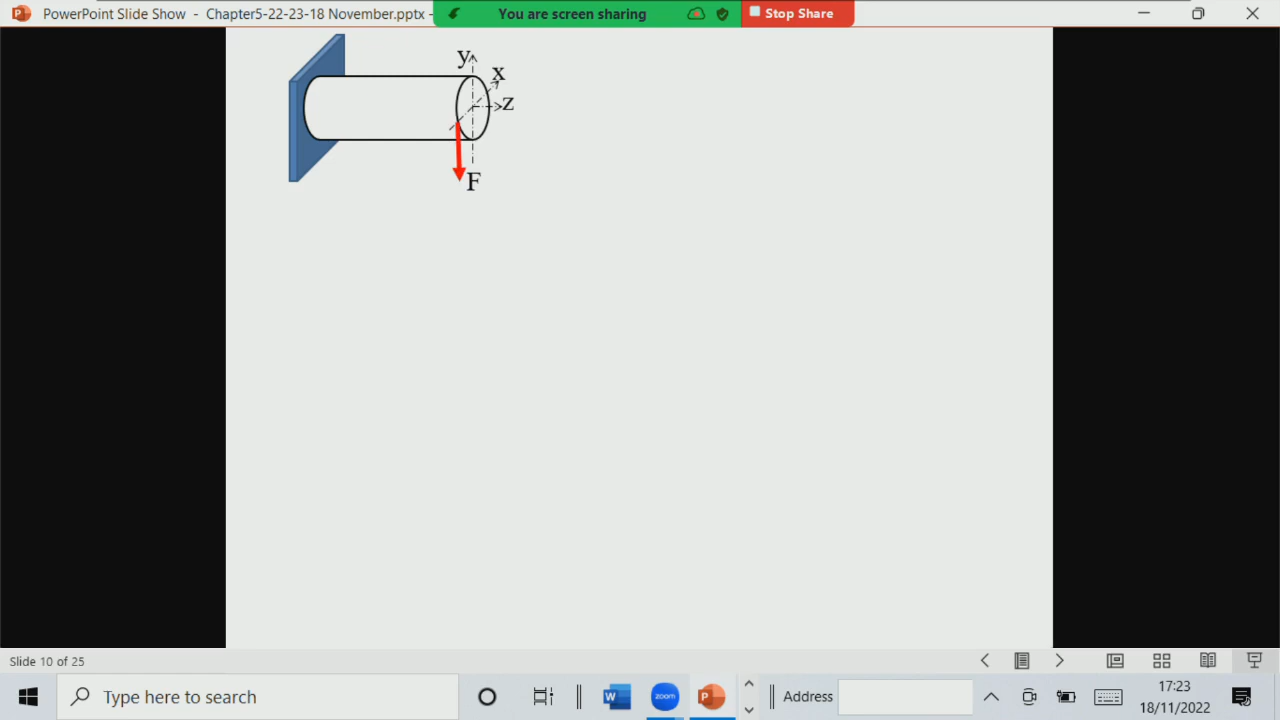 PowerPoint Slide Show - Chapter5-22-23-18 November.pptx -
You are screen sharing
Stop Share
y
x
z
F
Slide 10 of 25
Type here to search
zoom
Address
17:23
18/11/2022